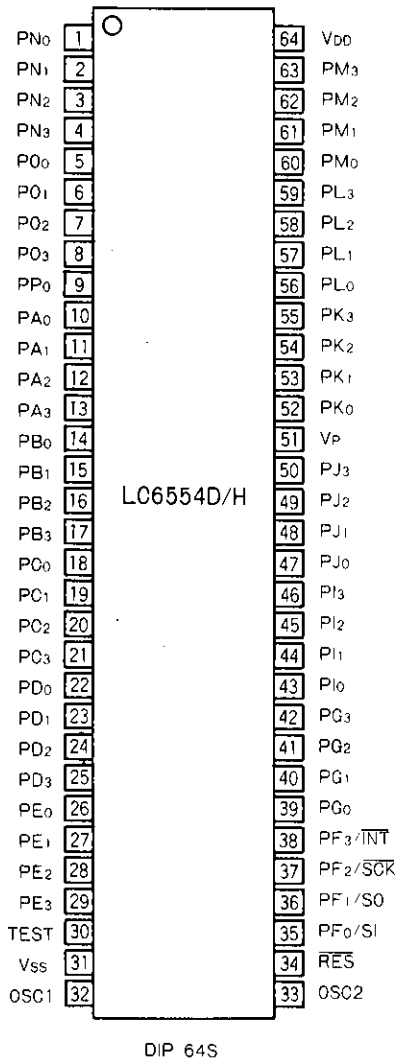 PN0 1 64 VDD
PN1 2 63 PM3
PN2 3 62 PM2
PN3 4 61 PM1
PO0 5 60 PM0
PO1 6 59 PL3
PO2 7 58 PL2
PO3 8 57 PL1
PP0 9 56 PL0
PA0 10 55 PK3
PA1 11 54 PK2
PA2 12 53 PK1
PA3 13 52 PK0
PB0 14 51 VP
PB1 15 50 PJ3
PB2 16 LC6554D/H 49 PJ2
PB3 17 48 PJ1
PC0 18 47 PJ0
PC1 19 46 PI3
PC2 20 45 PI2
PC3 21 44 PI1
PD0 22 43 PI0
PD1 23 42 PG3
PD2 24 41 PG2
PD3 25 40 PG1
PE0 26 39 PG0
PE1 27 38 PF3/INT
PE2 28 37 PF2/SCK
PE3 29 36 PF1/SO
TEST 30 35 PF0/SI
VSS 31 34 RES
OSC1 32 33 OSC2
DIP 64S